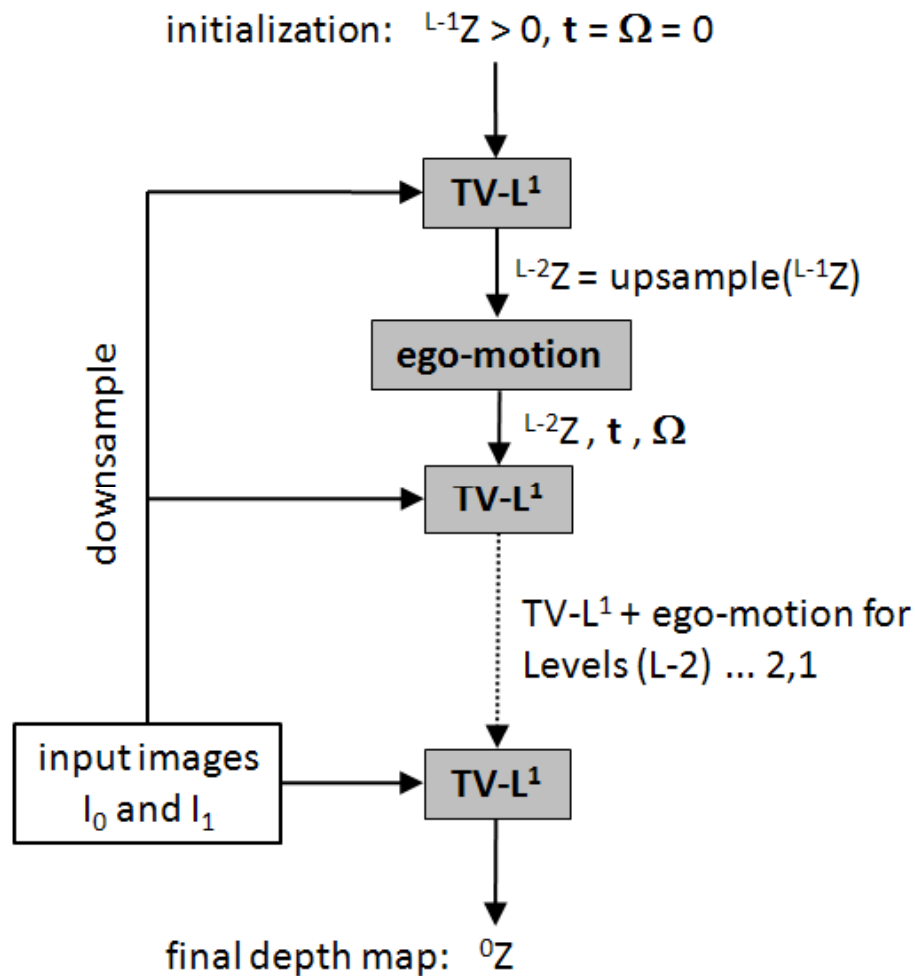 initialization: ᴸ⁻¹Z > 0, t = Ω = 0
TV-L¹
ᴸ⁻²Z = upsample(ᴸ⁻¹Z)
ego-motion
ᴸ⁻²Z , t , Ω
downsample
TV-L¹
TV-L¹ + ego-motion for
Levels (L-2) ... 2,1
input images
I₀ and I₁
TV-L¹
final depth map: ⁰Z